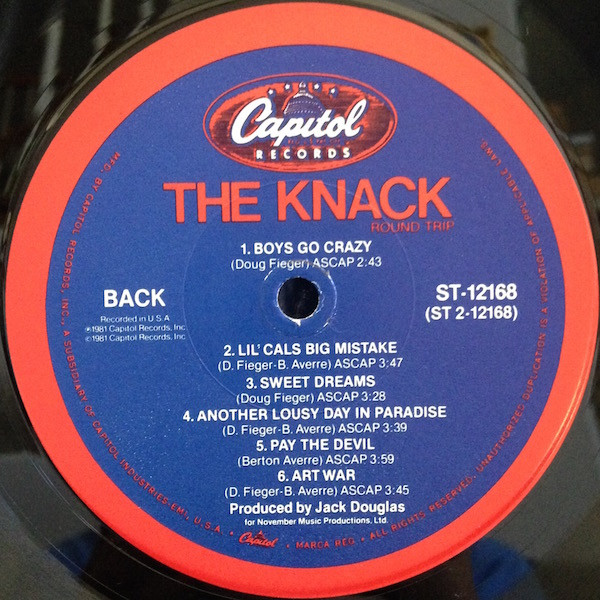 Capitol
RECORDS
THE KNACK
ROUND TRIP
1. BOYS GO CRAZY
(Doug Fieger) ASCAP 2:43
BACK
Recorded in U.S.A.
℗1981 Capitol Records, Inc.
©1981 Capitol Records, Inc.
ST-12168
(ST 2-12168)
2. LIL' CALS BIG MISTAKE
(D. Fieger-B. Averre) ASCAP 3:47
3. SWEET DREAMS
(Doug Fieger) ASCAP 3:28
4. ANOTHER LOUSY DAY IN PARADISE
(D. Fieger-B. Averre) ASCAP 3:39
5. PAY THE DEVIL
(Berton Averre) ASCAP 3:59
6. ART WAR
(D. Fieger-B. Averre) ASCAP 3:45
Produced by Jack Douglas
for November Music Productions, Ltd.
MFD. BY CAPITOL RECORDS, INC., A SUBSIDIARY OF CAPITOL INDUSTRIES-EMI, U.S.A. • Capitol • MARCA REG. • ALL RIGHTS RESERVED. UNAUTHORIZED DUPLICATION IS A VIOLATION OF APPLICABLE LAWS.